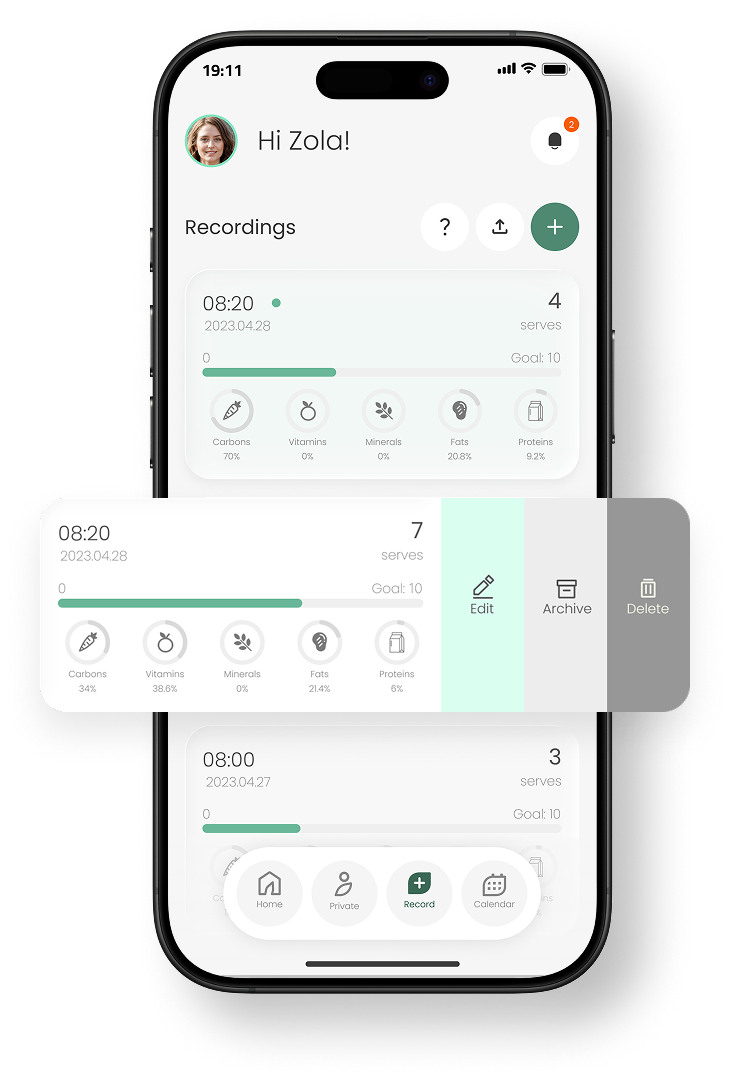 19:11
2
Hi Zola!
Recordings
?
08:20
4
2023.04.28
serves
0
Goal: 10
Carbons Vitamins Minerals Fats Proteins
70% 0% 0% 20.8% 9.2%
08:20
7
2023.04.28
serves
0
Goal: 10
Carbons Vitamins Minerals Fats Proteins
34% 38.6% 0% 21.4% 6%
Edit
Archive
Delete
08:00
3
2023.04.27
serves
0
Goal: 10
Home Private Record Calendar